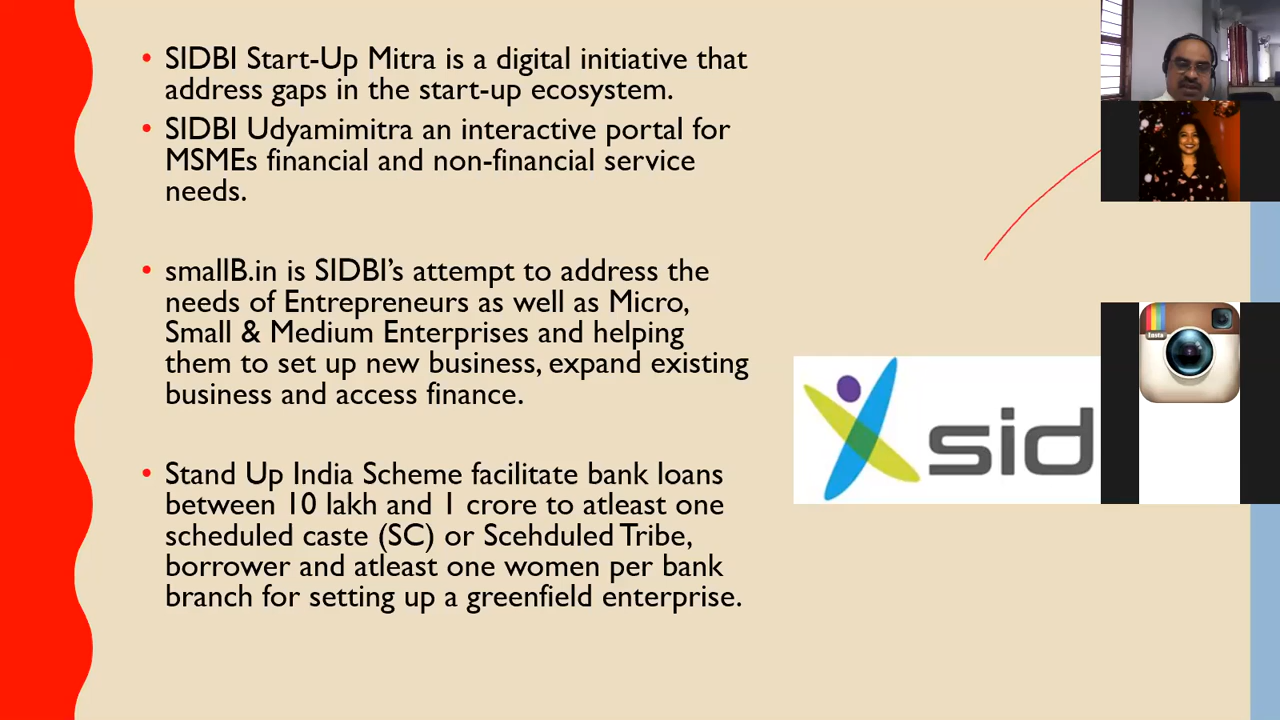 SIDBI Start-Up Mitra is a digital initiative that
address gaps in the start-up ecosystem.
SIDBI Udyamimitra an interactive portal for
MSMEs financial and non-financial service
needs.
smallB.in is SIDBI’s attempt to address the
needs of Entrepreneurs as well as Micro,
Small & Medium Enterprises and helping
them to set up new business, expand existing
business and access finance.
Stand Up India Scheme facilitate bank loans
between 10 lakh and 1 crore to atleast one
scheduled caste (SC) or Scehduled Tribe,
borrower and atleast one women per bank
branch for setting up a greenfield enterprise.
sid
Insta